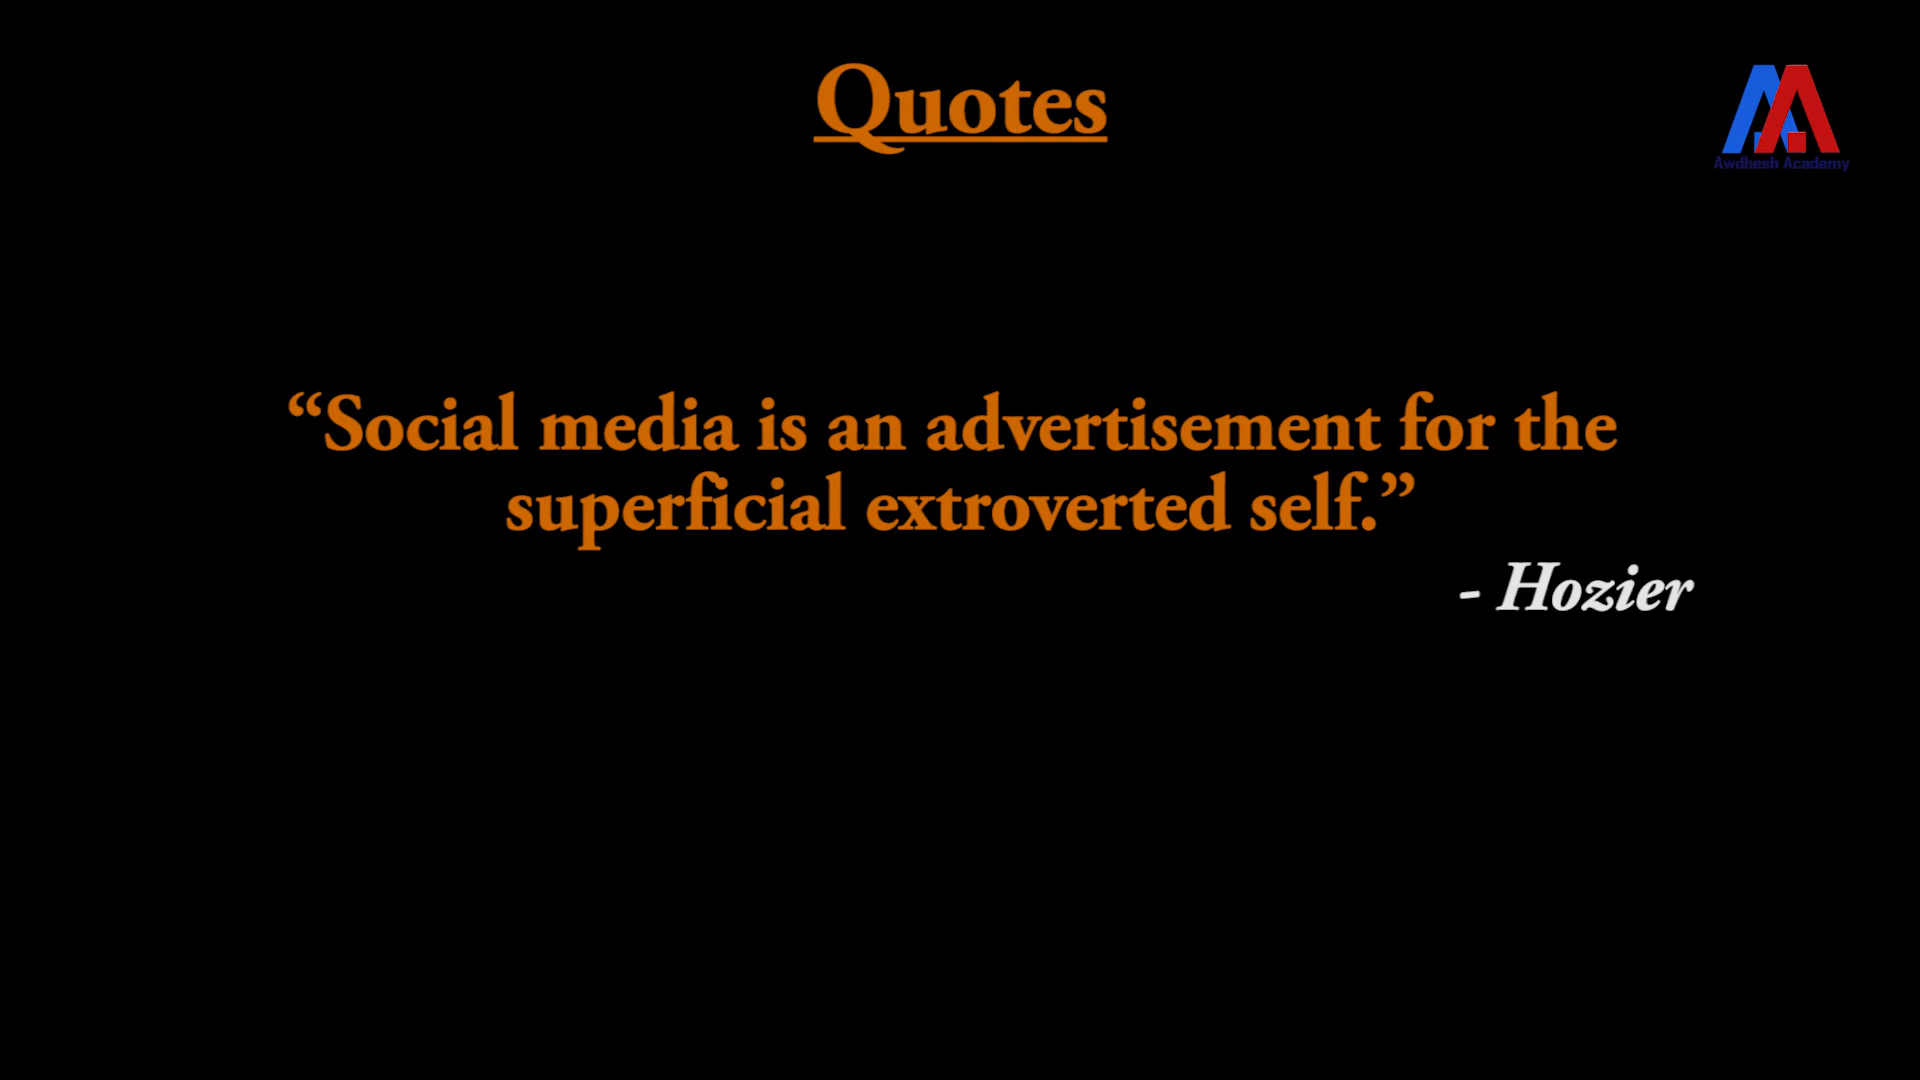 Quotes
Awdhesh Academy
“Social media is an advertisement for the
superficial extroverted self.”
- Hozier